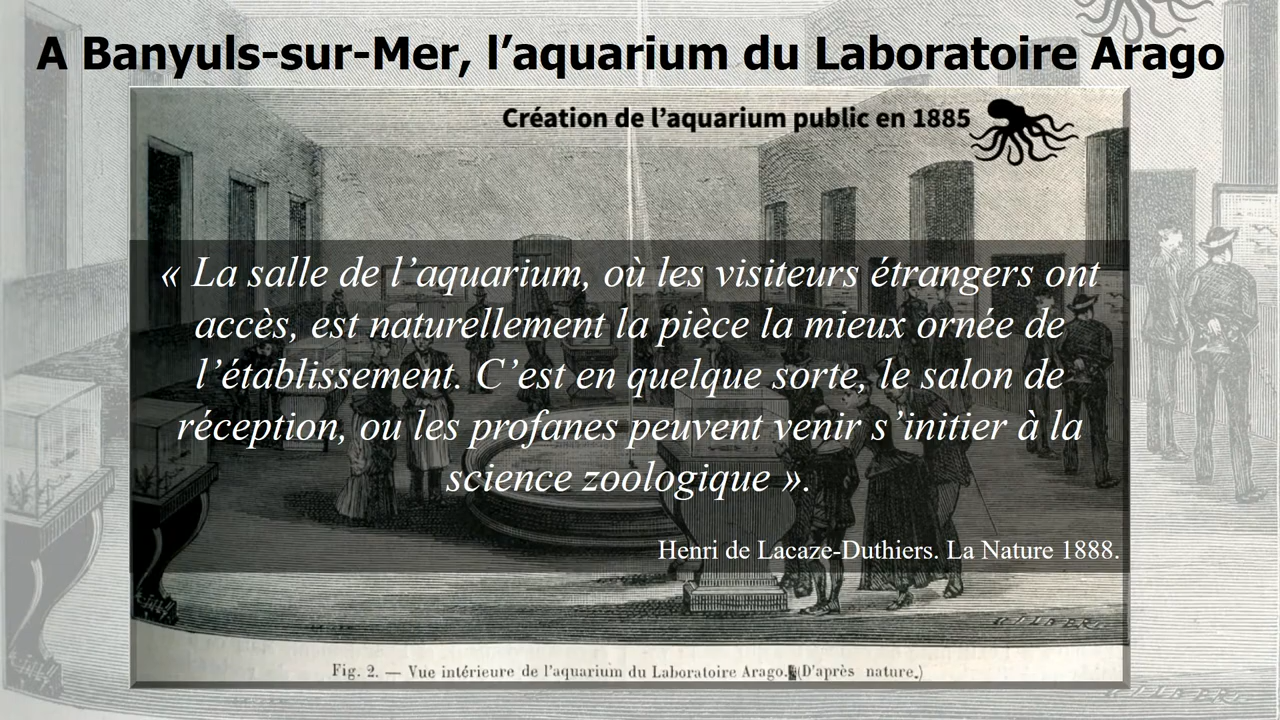 A Banyuls-sur-Mer, l’aquarium du Laboratoire Arago
Création de l’aquarium public en 1885
« La salle de l’aquarium, où les visiteurs étrangers ont
accès, est naturellement la pièce la mieux ornée de
l’établissement. C’est en quelque sorte, le salon de
réception, ou les profanes peuvent venir s’initier à la
science zoologique ».
Henri de Lacaze-Duthiers. La Nature 1888.
Fig. 2. — Vue intérieure de l'aquarium du Laboratoire Arago. (D'après nature.)